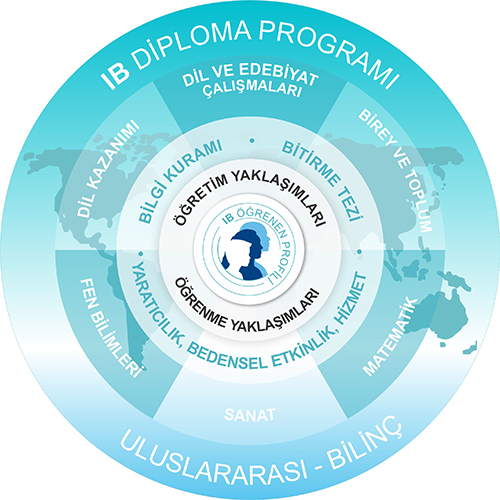 IB DİPLOMA PROGRAMI
DİL VE EDEBİYAT
ÇALIŞMALARI
DİL KAZANIMI
BİREY VE TOPLUM
BİLGİ KURAMI
BİTİRME TEZİ
ÖĞRETİM YAKLAŞIMLARI
IB ÖĞRENEN PROFİLİ
ÖĞRENME YAKLAŞIMLARI
YARATICILIK, BEDENSEL ETKİNLİK, HİZMET
FEN BİLİMLERİ
MATEMATİK
SANAT
ULUSLARARASI - BİLİNÇ